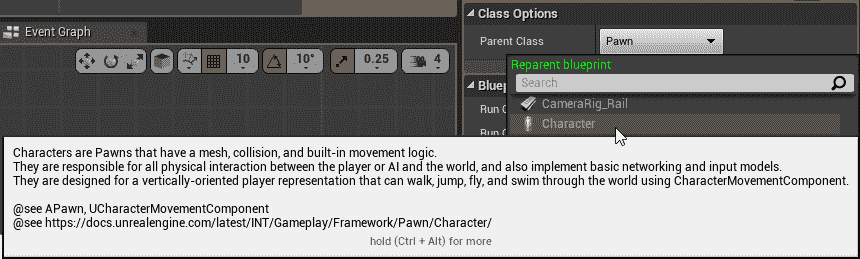 Event Graph
10
10°
0.25
4
Class Options
Parent Class
Pawn
Reparent blueprint
Search
CameraRig_Rail
Character
Characters are Pawns that have a mesh, collision, and built-in movement logic.
They are responsible for all physical interaction between the player or AI and the world, and also implement basic networking and input models.
They are designed for a vertically-oriented player representation that can walk, jump, fly, and swim through the world using CharacterMovementComponent.
@see APawn, UCharacterMovementComponent
@see https://docs.unrealengine.com/latest/INT/Gameplay/Framework/Pawn/Character/
hold (Ctrl + Alt) for more